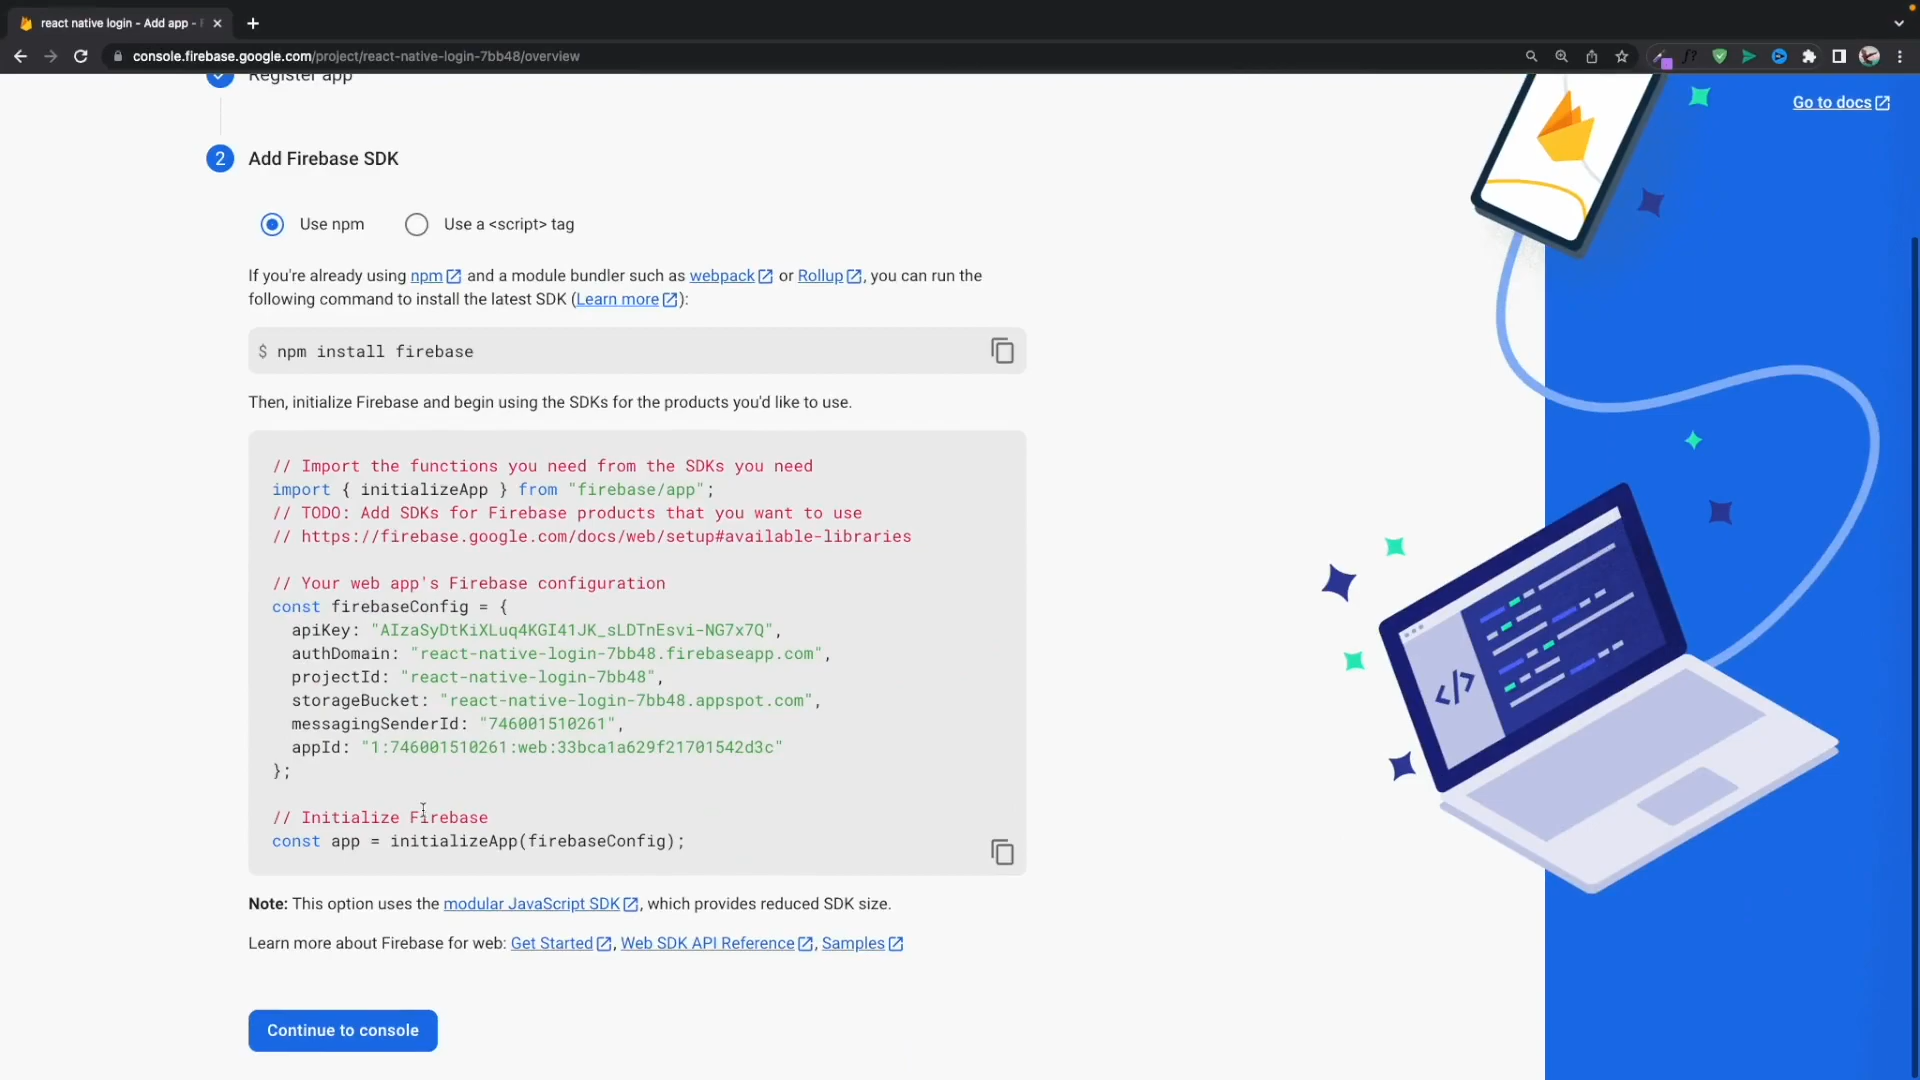 react native login - Add app -
console.firebase.google.com/project/react-native-login-7bb48/overview
Register app
Go to docs
2 Add Firebase SDK
Use npm Use a <script> tag
If you're already using npm and a module bundler such as webpack or Rollup, you can run the
following command to install the latest SDK (Learn more):
$ npm install firebase
Then, initialize Firebase and begin using the SDKs for the products you'd like to use.
// Import the functions you need from the SDKs you need
import { initializeApp } from "firebase/app";
// TODO: Add SDKs for Firebase products that you want to use
// https://firebase.google.com/docs/web/setup#available-libraries
// Your web app's Firebase configuration
const firebaseConfig = {
apiKey: "AIzaSyDtKiXLuq4KGI41JK_sLDTnEsvi-NG7x7Q",
authDomain: "react-native-login-7bb48.firebaseapp.com",
projectId: "react-native-login-7bb48",
storageBucket: "react-native-login-7bb48.appspot.com",
messagingSenderId: "746001510261",
appId: "1:746001510261:web:33bca1a629f21701542d3c"
};
// Initialize Firebase
const app = initializeApp(firebaseConfig);
Note: This option uses the modular JavaScript SDK, which provides reduced SDK size.
Learn more about Firebase for web: Get Started, Web SDK API Reference, Samples
Continue to console